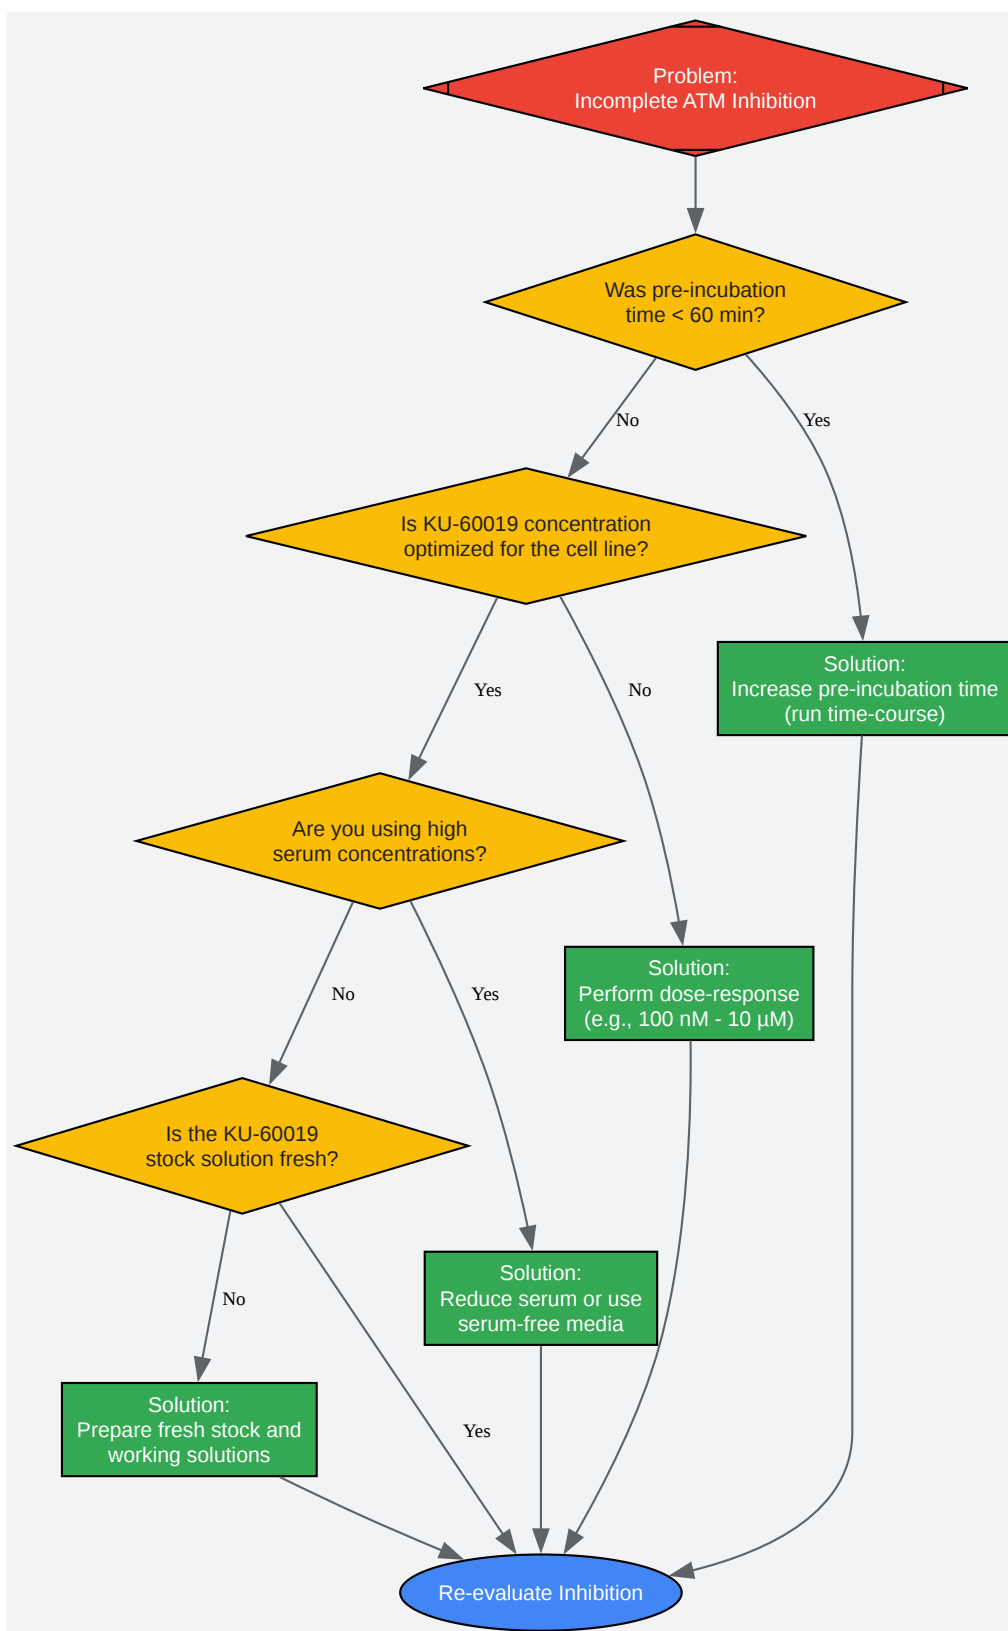 Problem:
Incomplete ATM Inhibition
Was pre-incubation
time < 60 min?
No
Yes
Is KU-60019 concentration
optimized for the cell line?
Solution:
Increase pre-incubation time
(run time-course)
Yes
No
Are you using high
serum concentrations?
Solution:
Perform dose-response
(e.g., 100 nM - 10 µM)
No
Yes
Is the KU-60019
stock solution fresh?
Solution:
Reduce serum or use
serum-free media
No
Yes
Solution:
Prepare fresh stock and
working solutions
Re-evaluate Inhibition